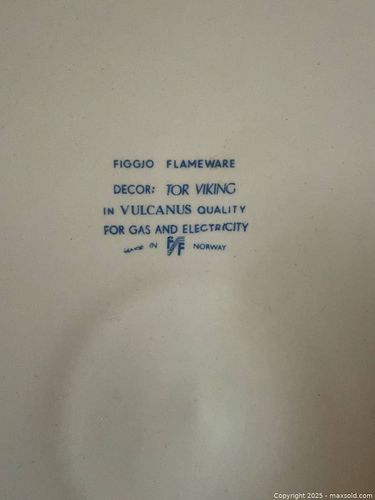 FIGGJO FLAMEWARE
DECOR: TOR VIKING
IN VULCANUS QUALITY
FOR GAS AND ELECTRICITY
MADE IN FF NORWAY
Copyright © 2025 - maxsold.com